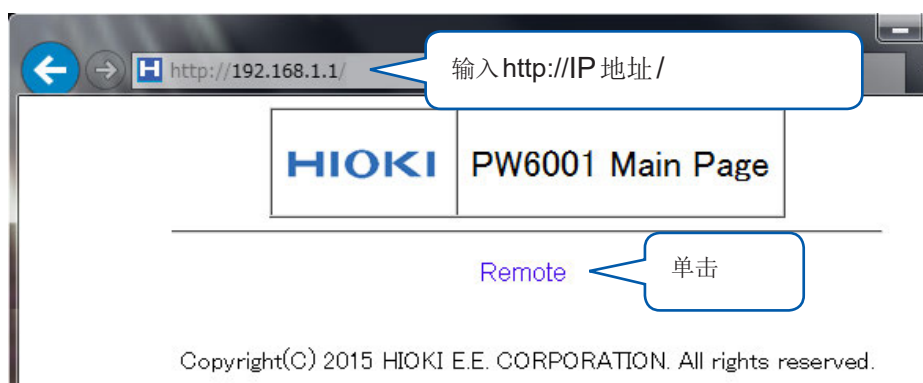 http://192.168.1.1/
输入http://IP地址/
HIOKI
PW6001 Main Page
Remote
单击
Copyright(C) 2015 HIOKI E.E. CORPORATION. All rights reserved.